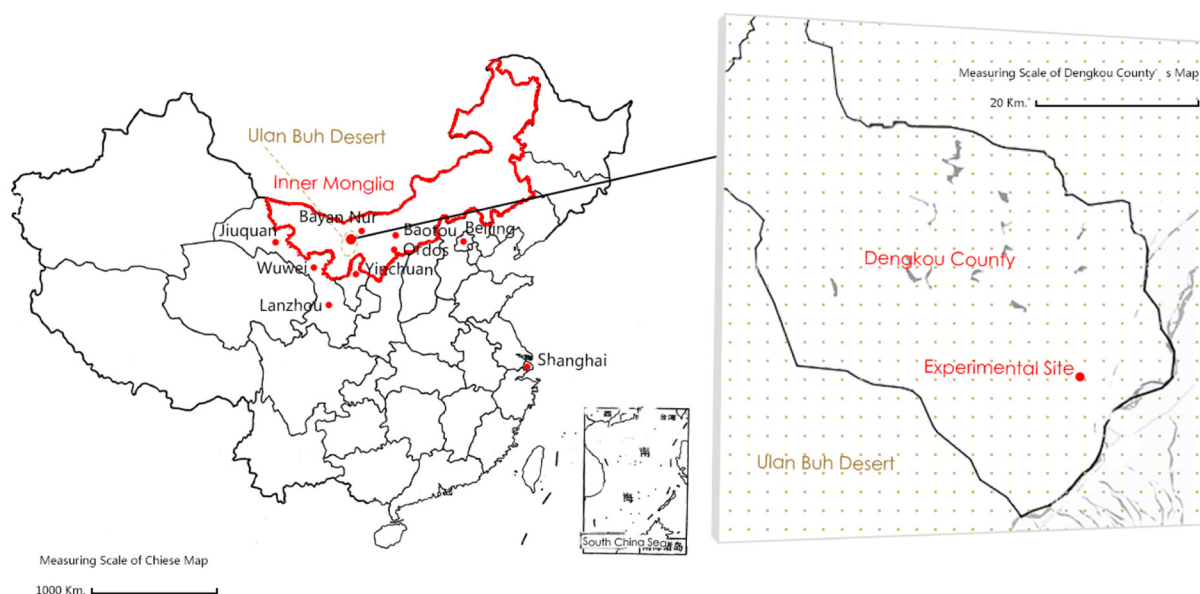 Ulan Buh Desert
Inner Monglia
Bayan Nur
Jiuquan
Baotou
Beijing
Ordos
Wuwei
Yinchuan
Lanzhou
Shanghai
南
海
South China Sea
Measuring Scale of Chiese Map
1000 Km.
Measuring Scale of Dengkou County's Map
20 Km.
Dengkou County
Experimental Site
Ulan Buh Desert